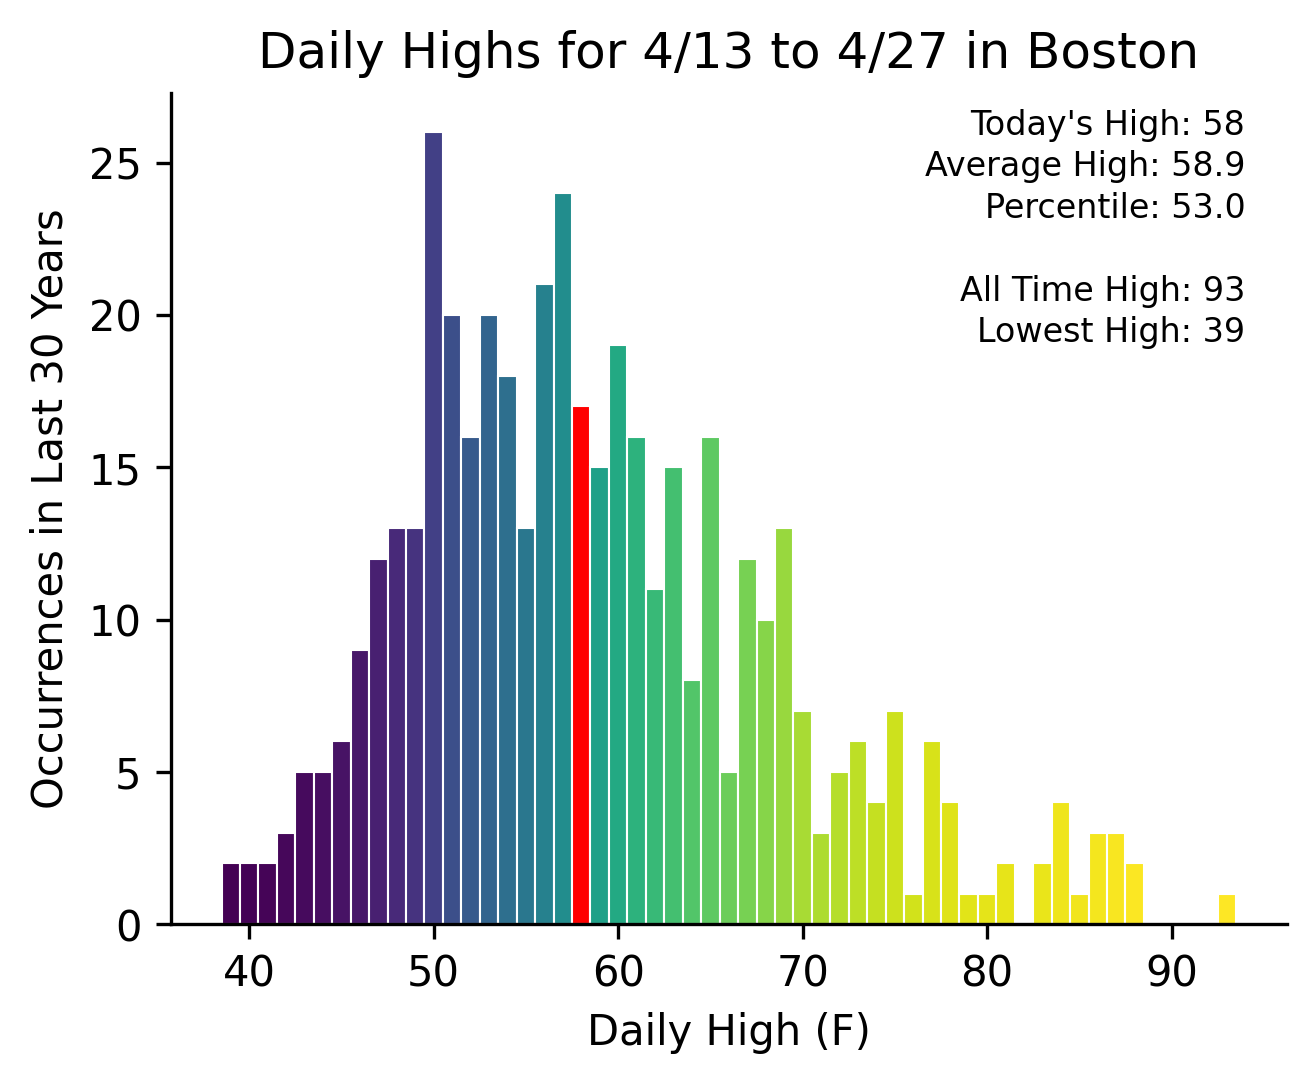 Daily Highs for 4/13 to 4/27 in Boston
Today's High: 58
Average High: 58.9
Percentile: 53.0
All Time High: 93
Lowest High: 39
Occurrences in Last 30 Years
25
20
15
10
5
0
40 50 60 70 80 90
Daily High (F)